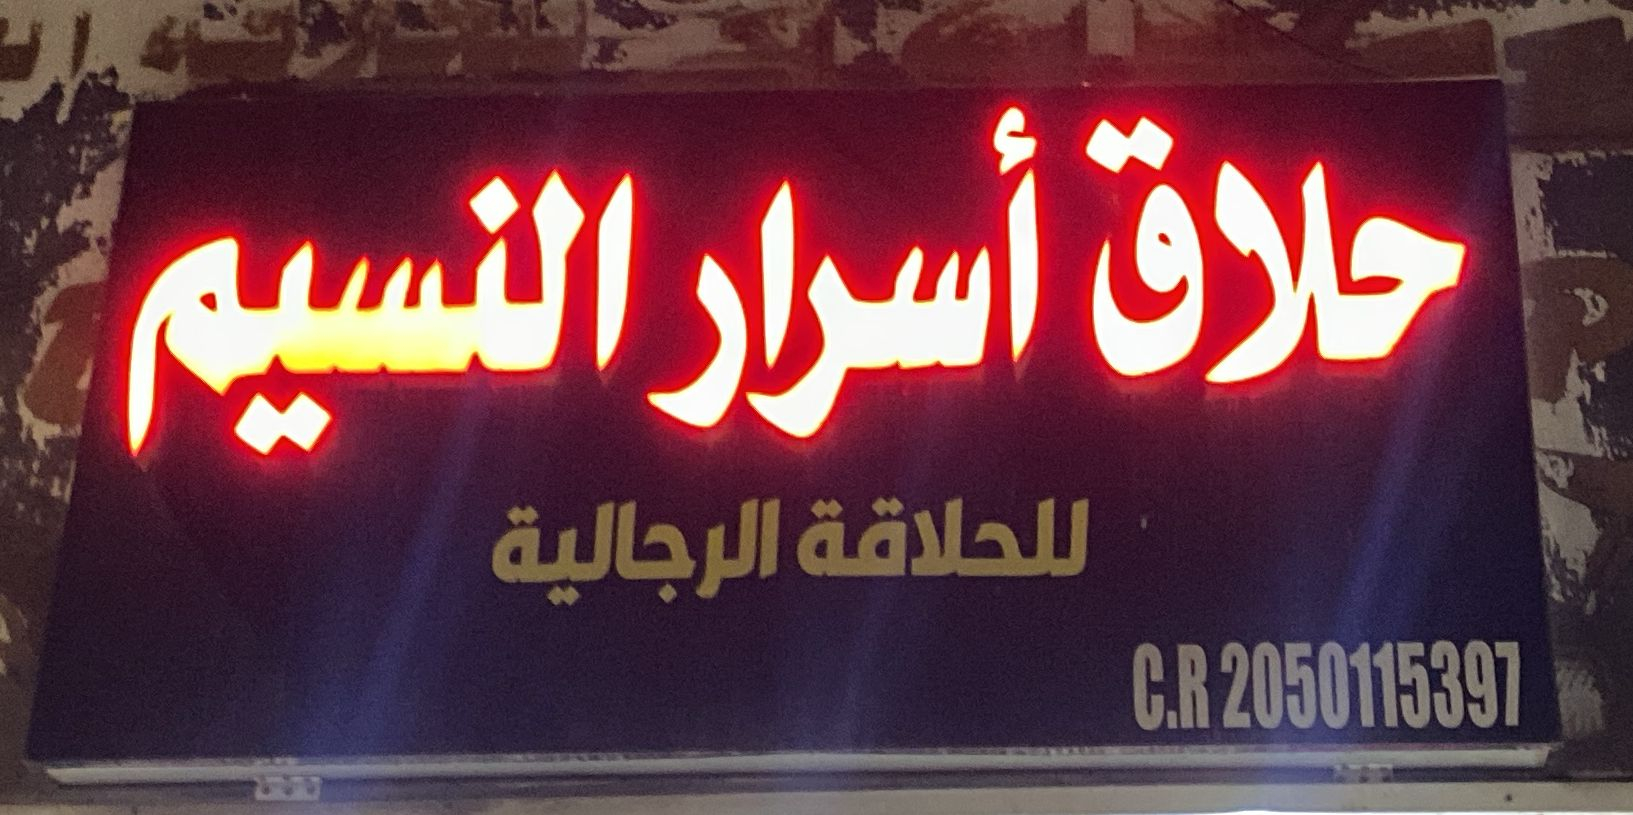 حلاق أسرار النسيم
للحلاقة الرجالية
C.R 2050115397